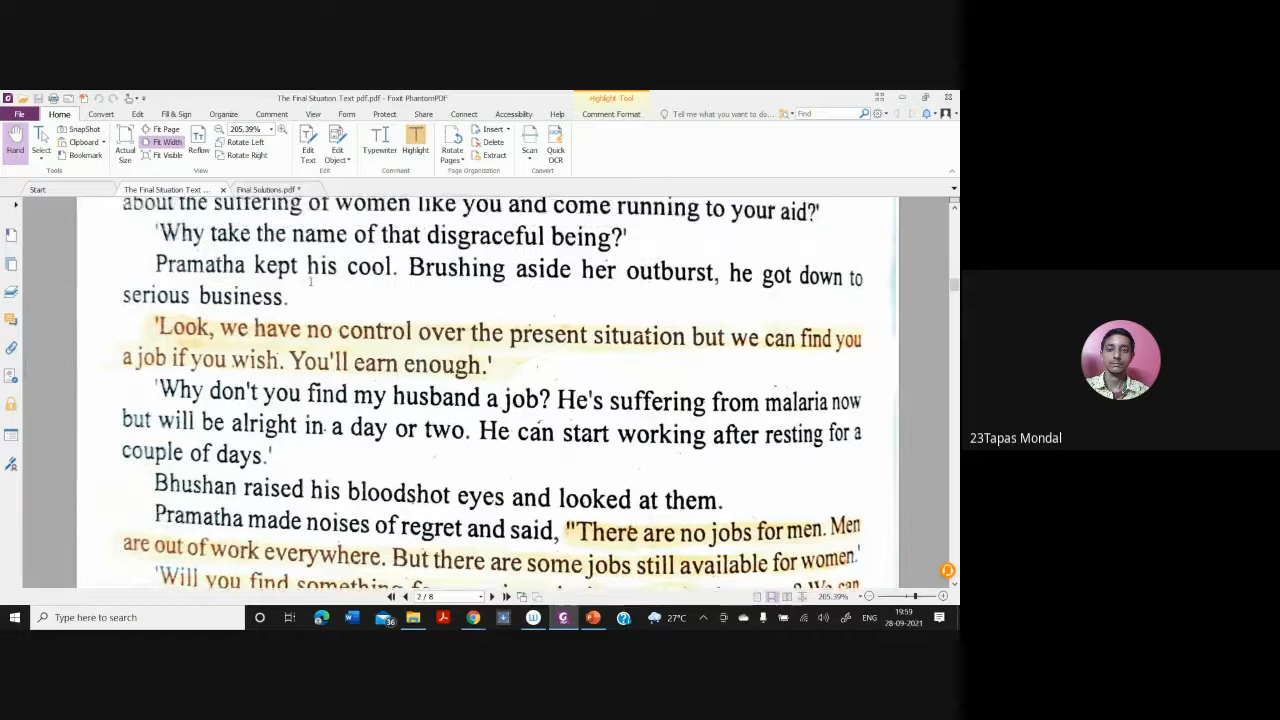 The Final Situation Text pdf.pdf - Foxit PhantomPDF
Highlight Tool
File Home Convert Edit Fill & Sign Organize Comment View Form Protect Share Connect Accessibility Help Comment Format Tell me what you want to do... Find
Hand
Select
SnapShot
Clipboard
Bookmark
Actual Size
Fit Page
Fit Width
Fit Visible
Reflow
205.39%
Rotate Left
Rotate Right
Edit Text
Edit Object
Typewriter
Highlight
Rotate Pages
Insert
Delete
Extract
Scan
Quick OCR
Tools View Edit Comment Page Organization Convert
Start The Final Situation Text ... Final Solutions.pdf *
about the suffering of women like you and come running to your aid?'
'Why take the name of that disgraceful being?'
Pramatha kept his cool. Brushing aside her outburst, he got down to
serious business.
'Look, we have no control over the present situation but we can find you
a job if you wish. You'll earn enough.'
'Why don't you find my husband a job? He's suffering from malaria now
but will be alright in a day or two. He can start working after resting for a
couple of days.'
Bhushan raised his bloodshot eyes and looked at them.
Pramatha made noises of regret and said, "There are no jobs for men. Men
are out of work everywhere. But there are some jobs still available for women.'
'Will you find something
2 / 8 205.39%
Type here to search
36
27°C
ENG
19:59
28-09-2021
23Tapas Mondal